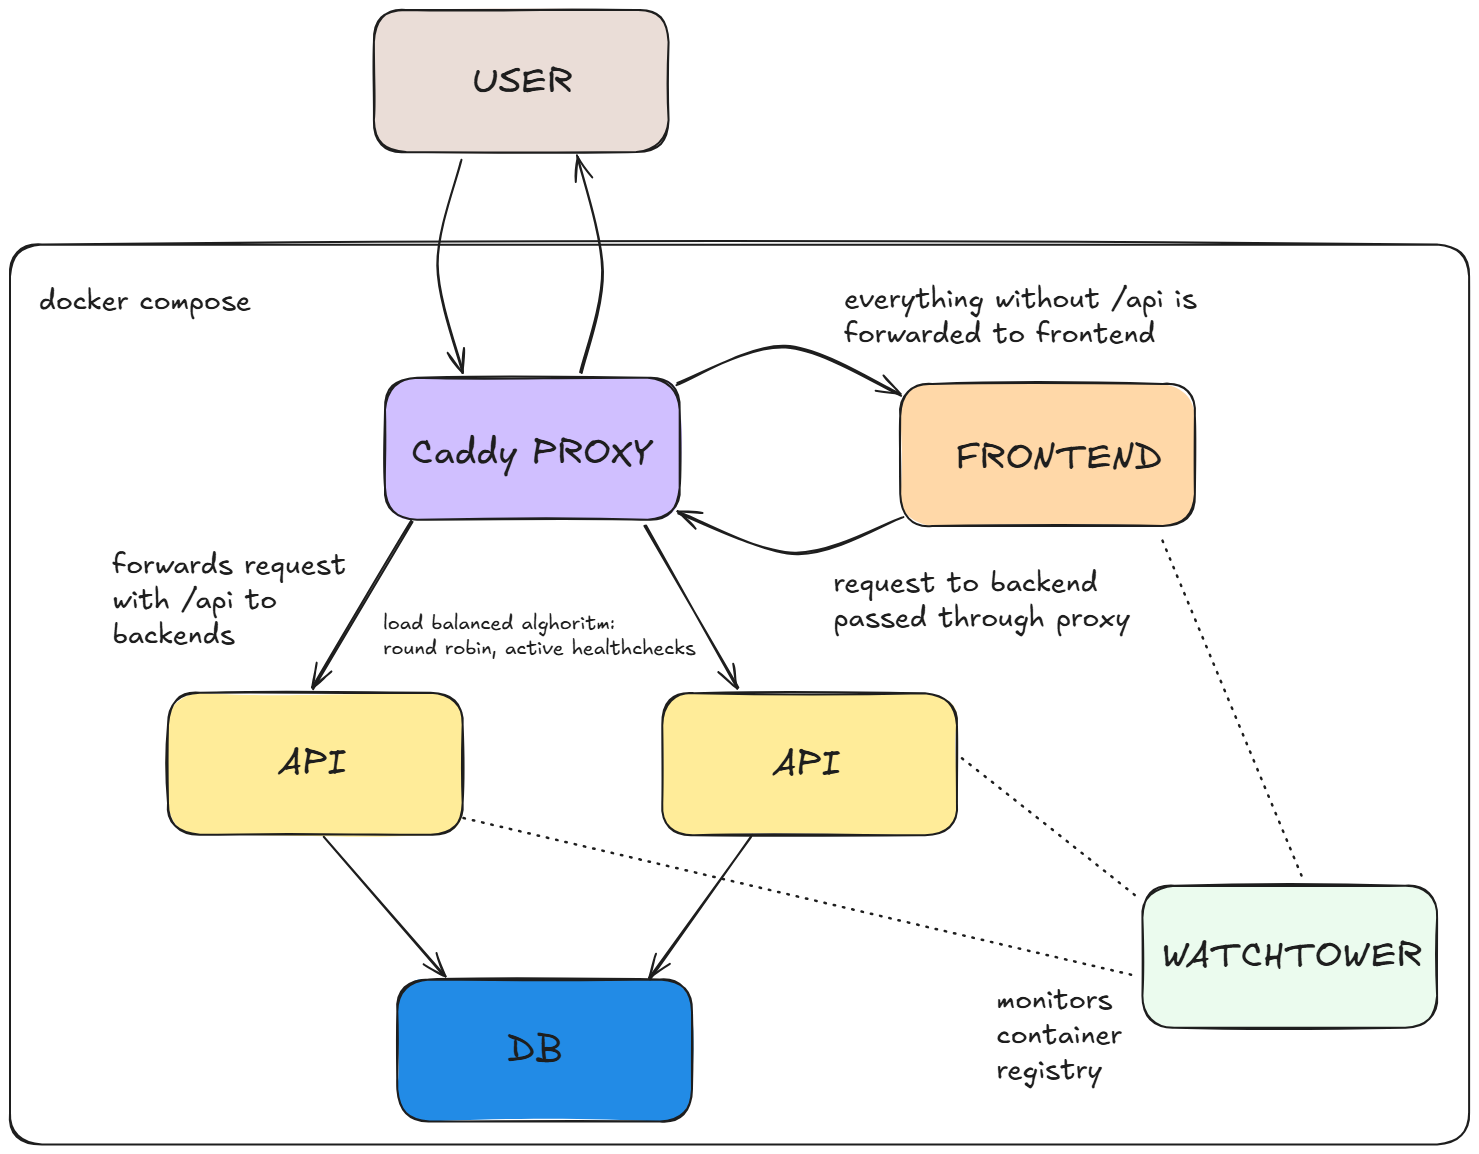 USER
docker compose
everything without /api is
forwarded to frontend
Caddy PROXY
FRONTEND
forwards request
with /api to
backends
load balanced alghoritm:
round robin, active healthchecks
request to backend
passed through proxy
API
API
WATCHTOWER
monitors
container
registry
DB